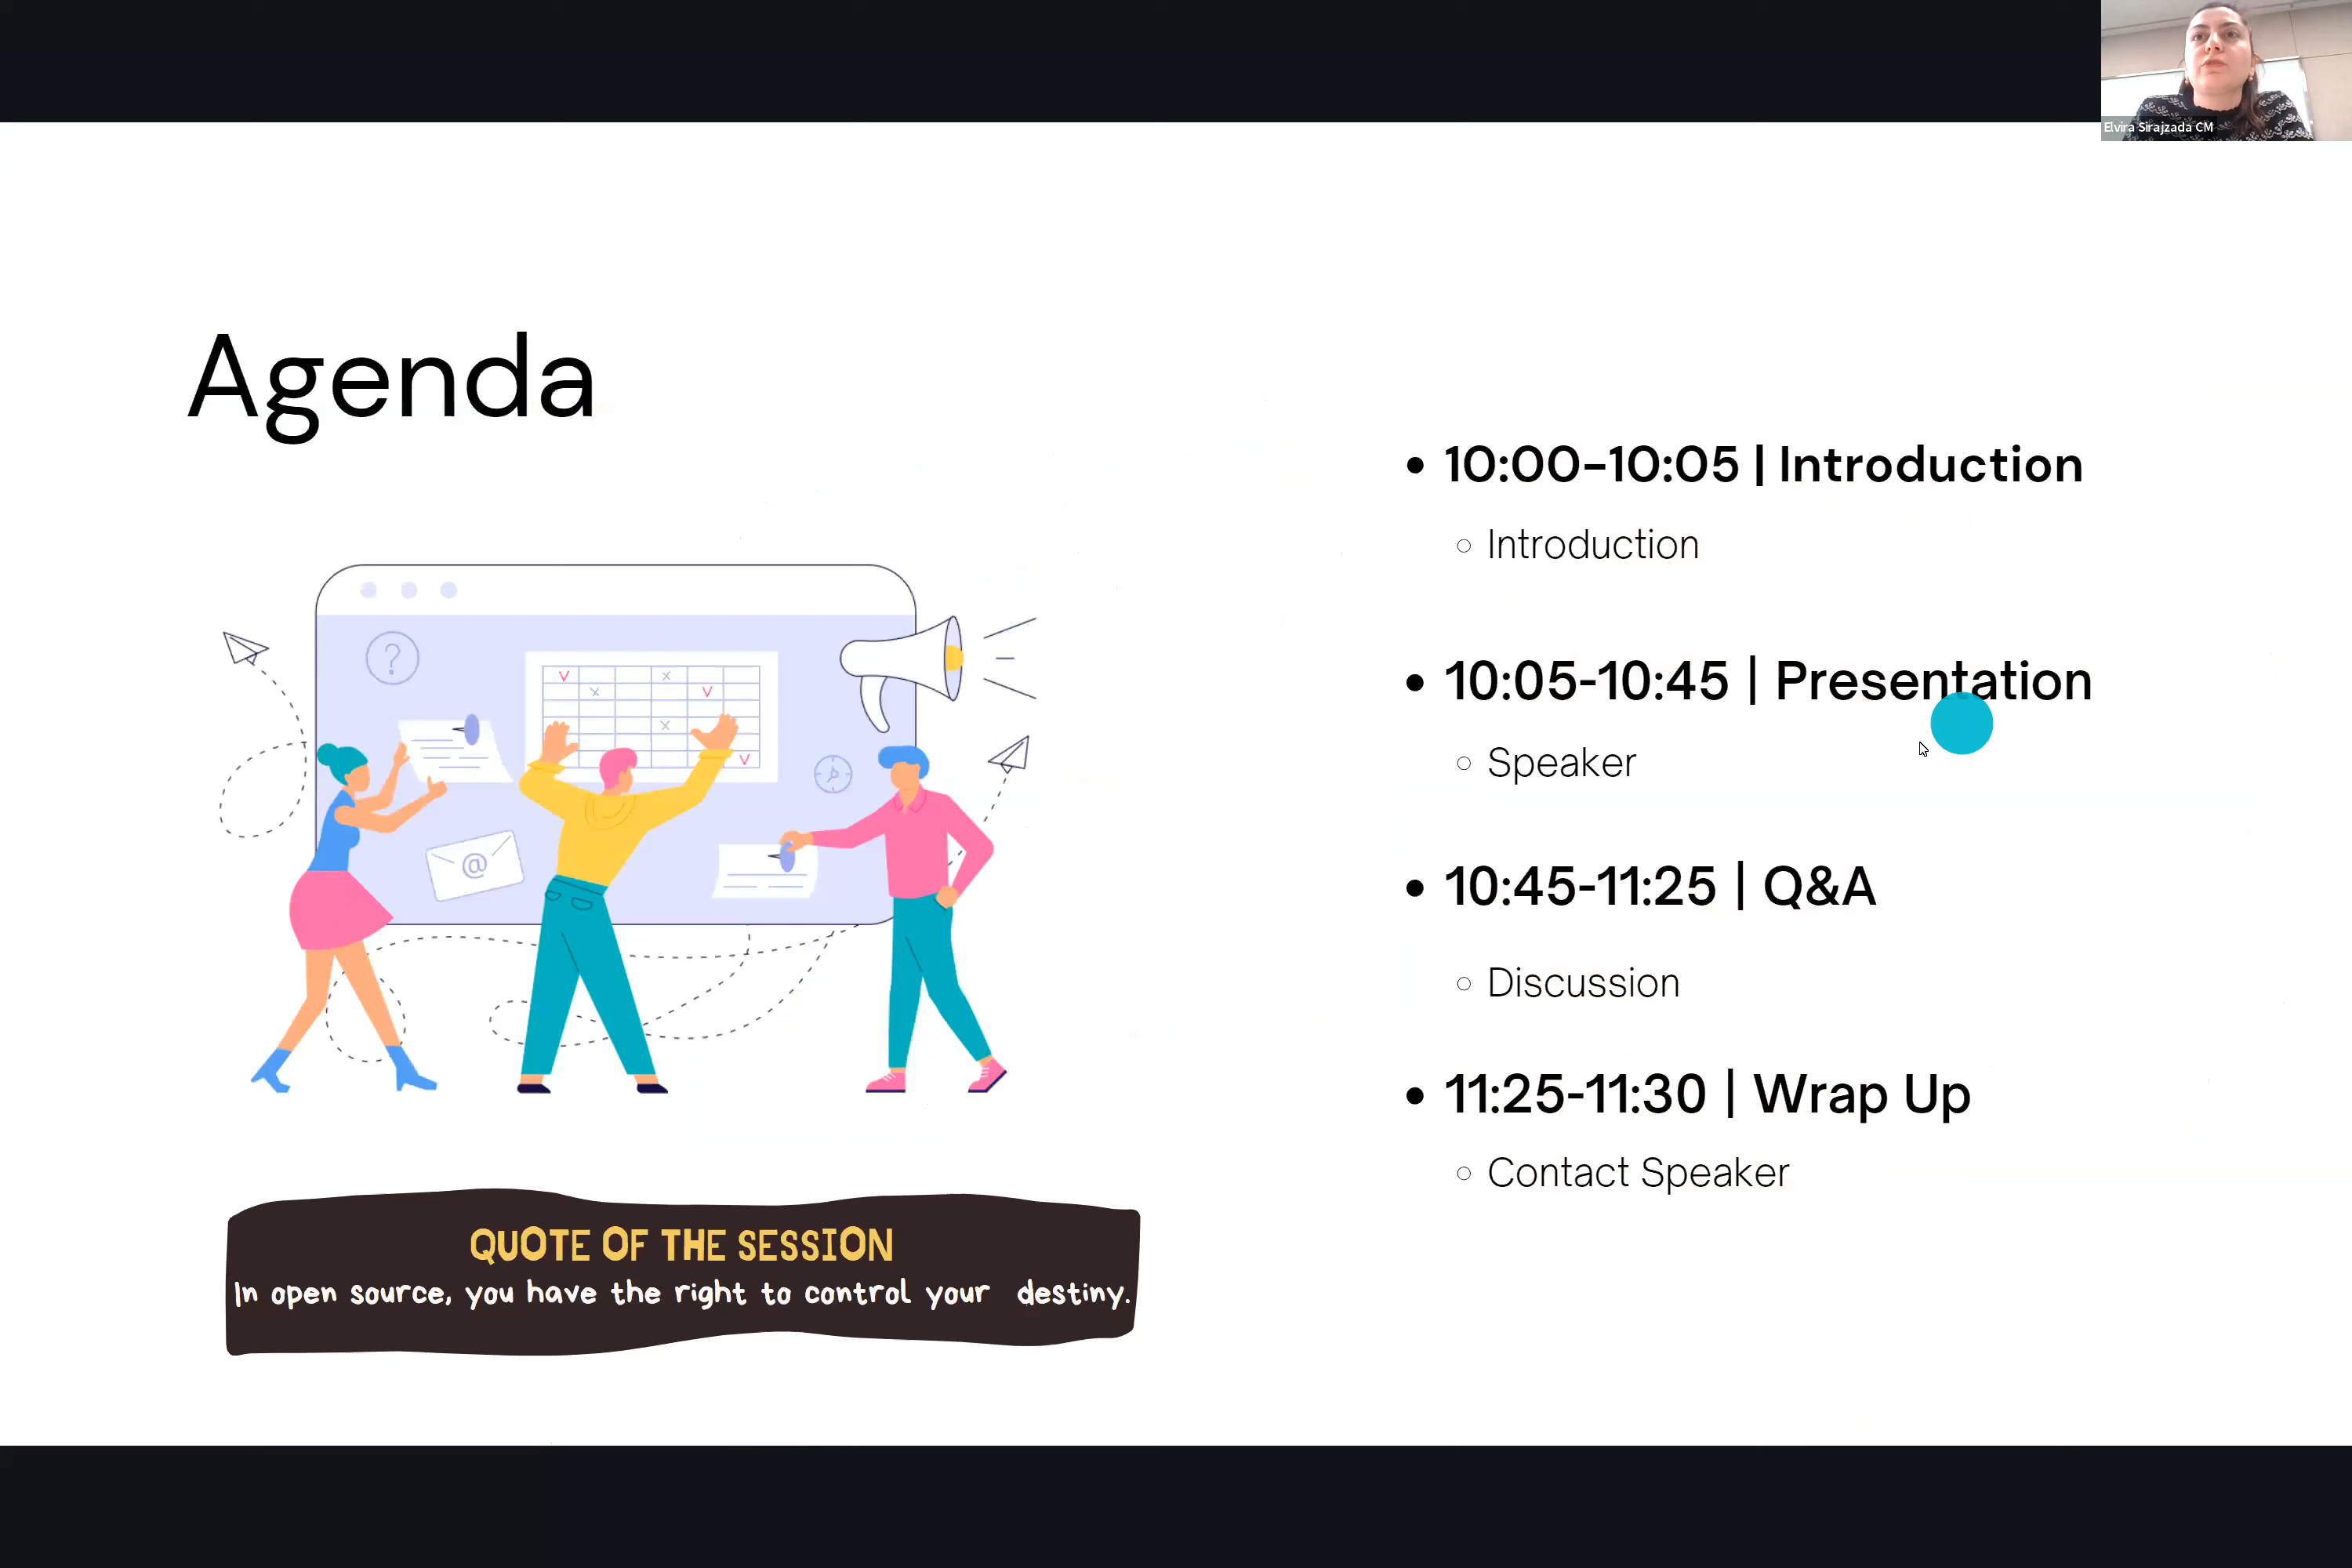 Elvira Sirajzada CM
Agenda
10:00-10:05 | Introduction
Introduction
10:05-10:45 | Presentation
Speaker
10:45-11:25 | Q&A
Discussion
11:25-11:30 | Wrap Up
Contact Speaker
?
V X
X V
X
V
@
QUOTE OF THE SESSION
In open source, you have the right to control your destiny.